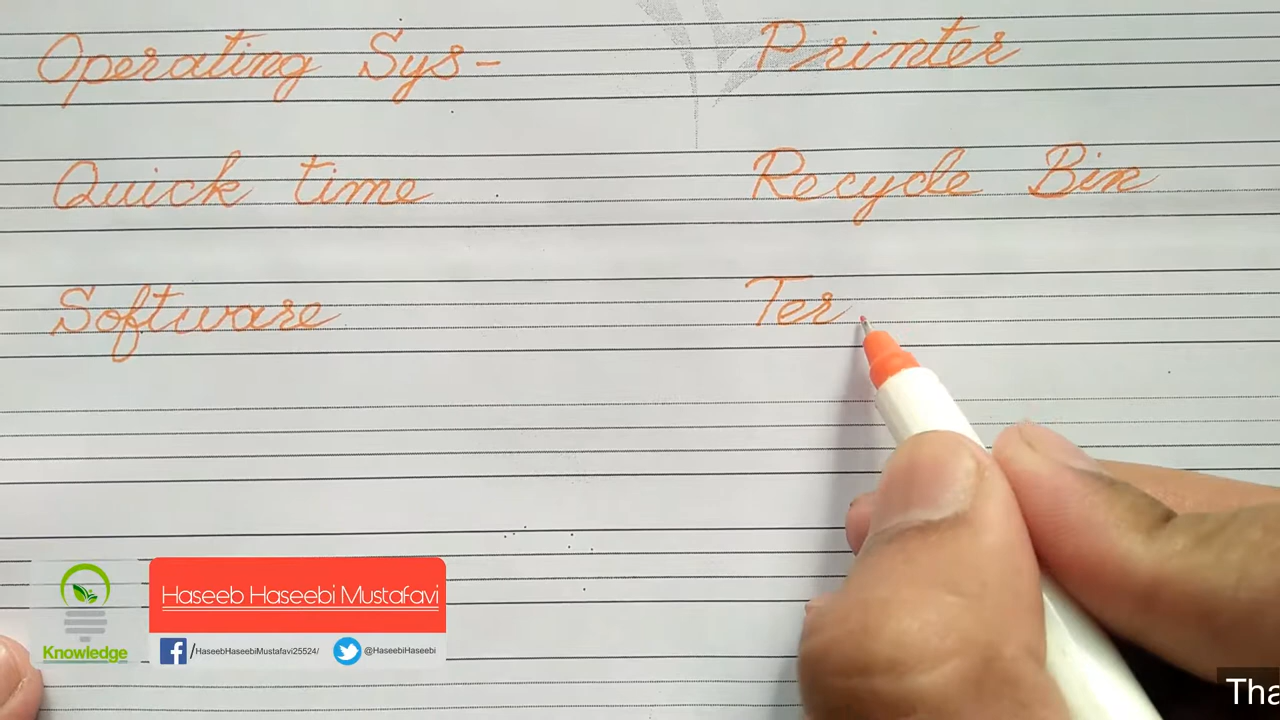 Operating Sys-
Printer
Quick time
Recycle Bin
Software
Ter
Haseeb Haseebi Mustafavi
Knowledge
/HaseebHaseebiMustafavi25524/
@HaseebiHaseebi
Tha